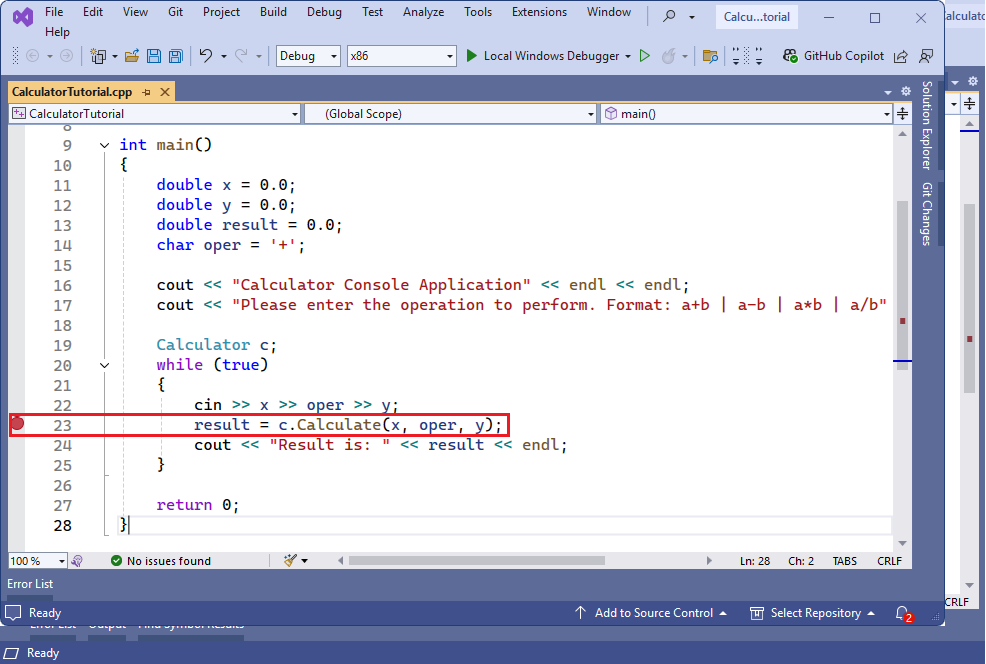 File Edit View Git Project Build Debug Test Analyze Tools Extensions Window Calcu...torial
Help
Debug x86 Local Windows Debugger GitHub Copilot
CalculatorTutorial.cpp
CalculatorTutorial (Global Scope) main()
Solution Explorer
Git Changes
8
9 int main()
10 {
11 double x = 0.0;
12 double y = 0.0;
13 double result = 0.0;
14 char oper = '+';
15
16 cout << "Calculator Console Application" << endl << endl;
17 cout << "Please enter the operation to perform. Format: a+b | a-b | a*b | a/b"
18
19 Calculator c;
20 while (true)
21 {
22 cin >> x >> oper >> y;
23 result = c.Calculate(x, oper, y);
24 cout << "Result is: " << result << endl;
25 }
26
27 return 0;
28 }
100 % No issues found Ln: 28 Ch: 2 TABS CRLF
Error List
CRLF
Ready Add to Source Control Select Repository 2
Error List Output Find Symbol Results
Ready